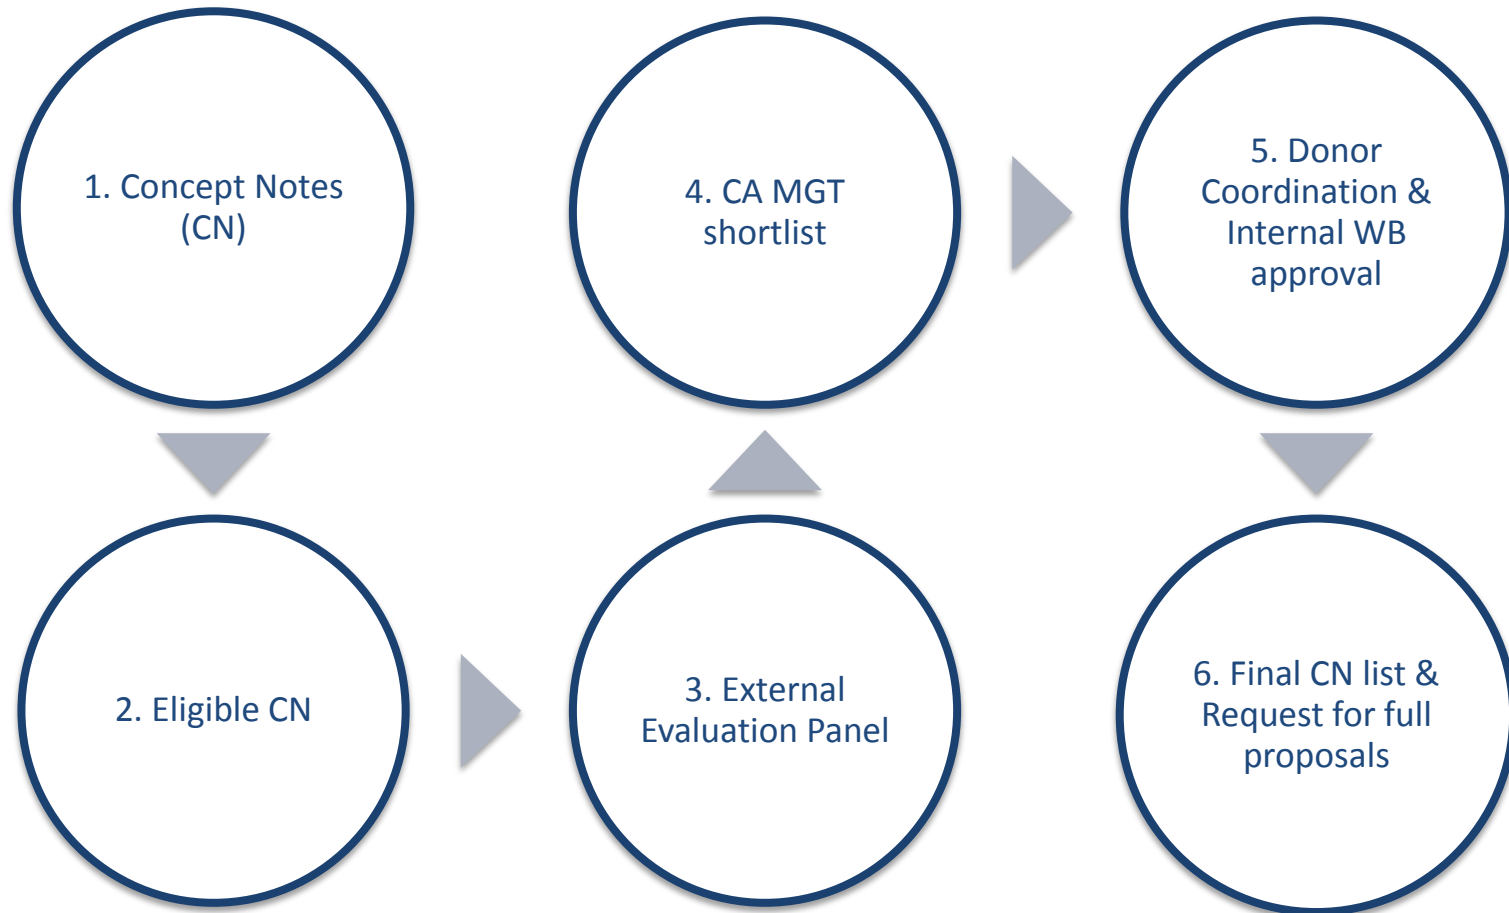 1. Concept Notes
(CN)
2. Eligible CN
3. External
Evaluation Panel
4. CA MGT
shortlist
5. Donor
Coordination &
Internal WB
approval
6. Final CN list &
Request for full
proposals